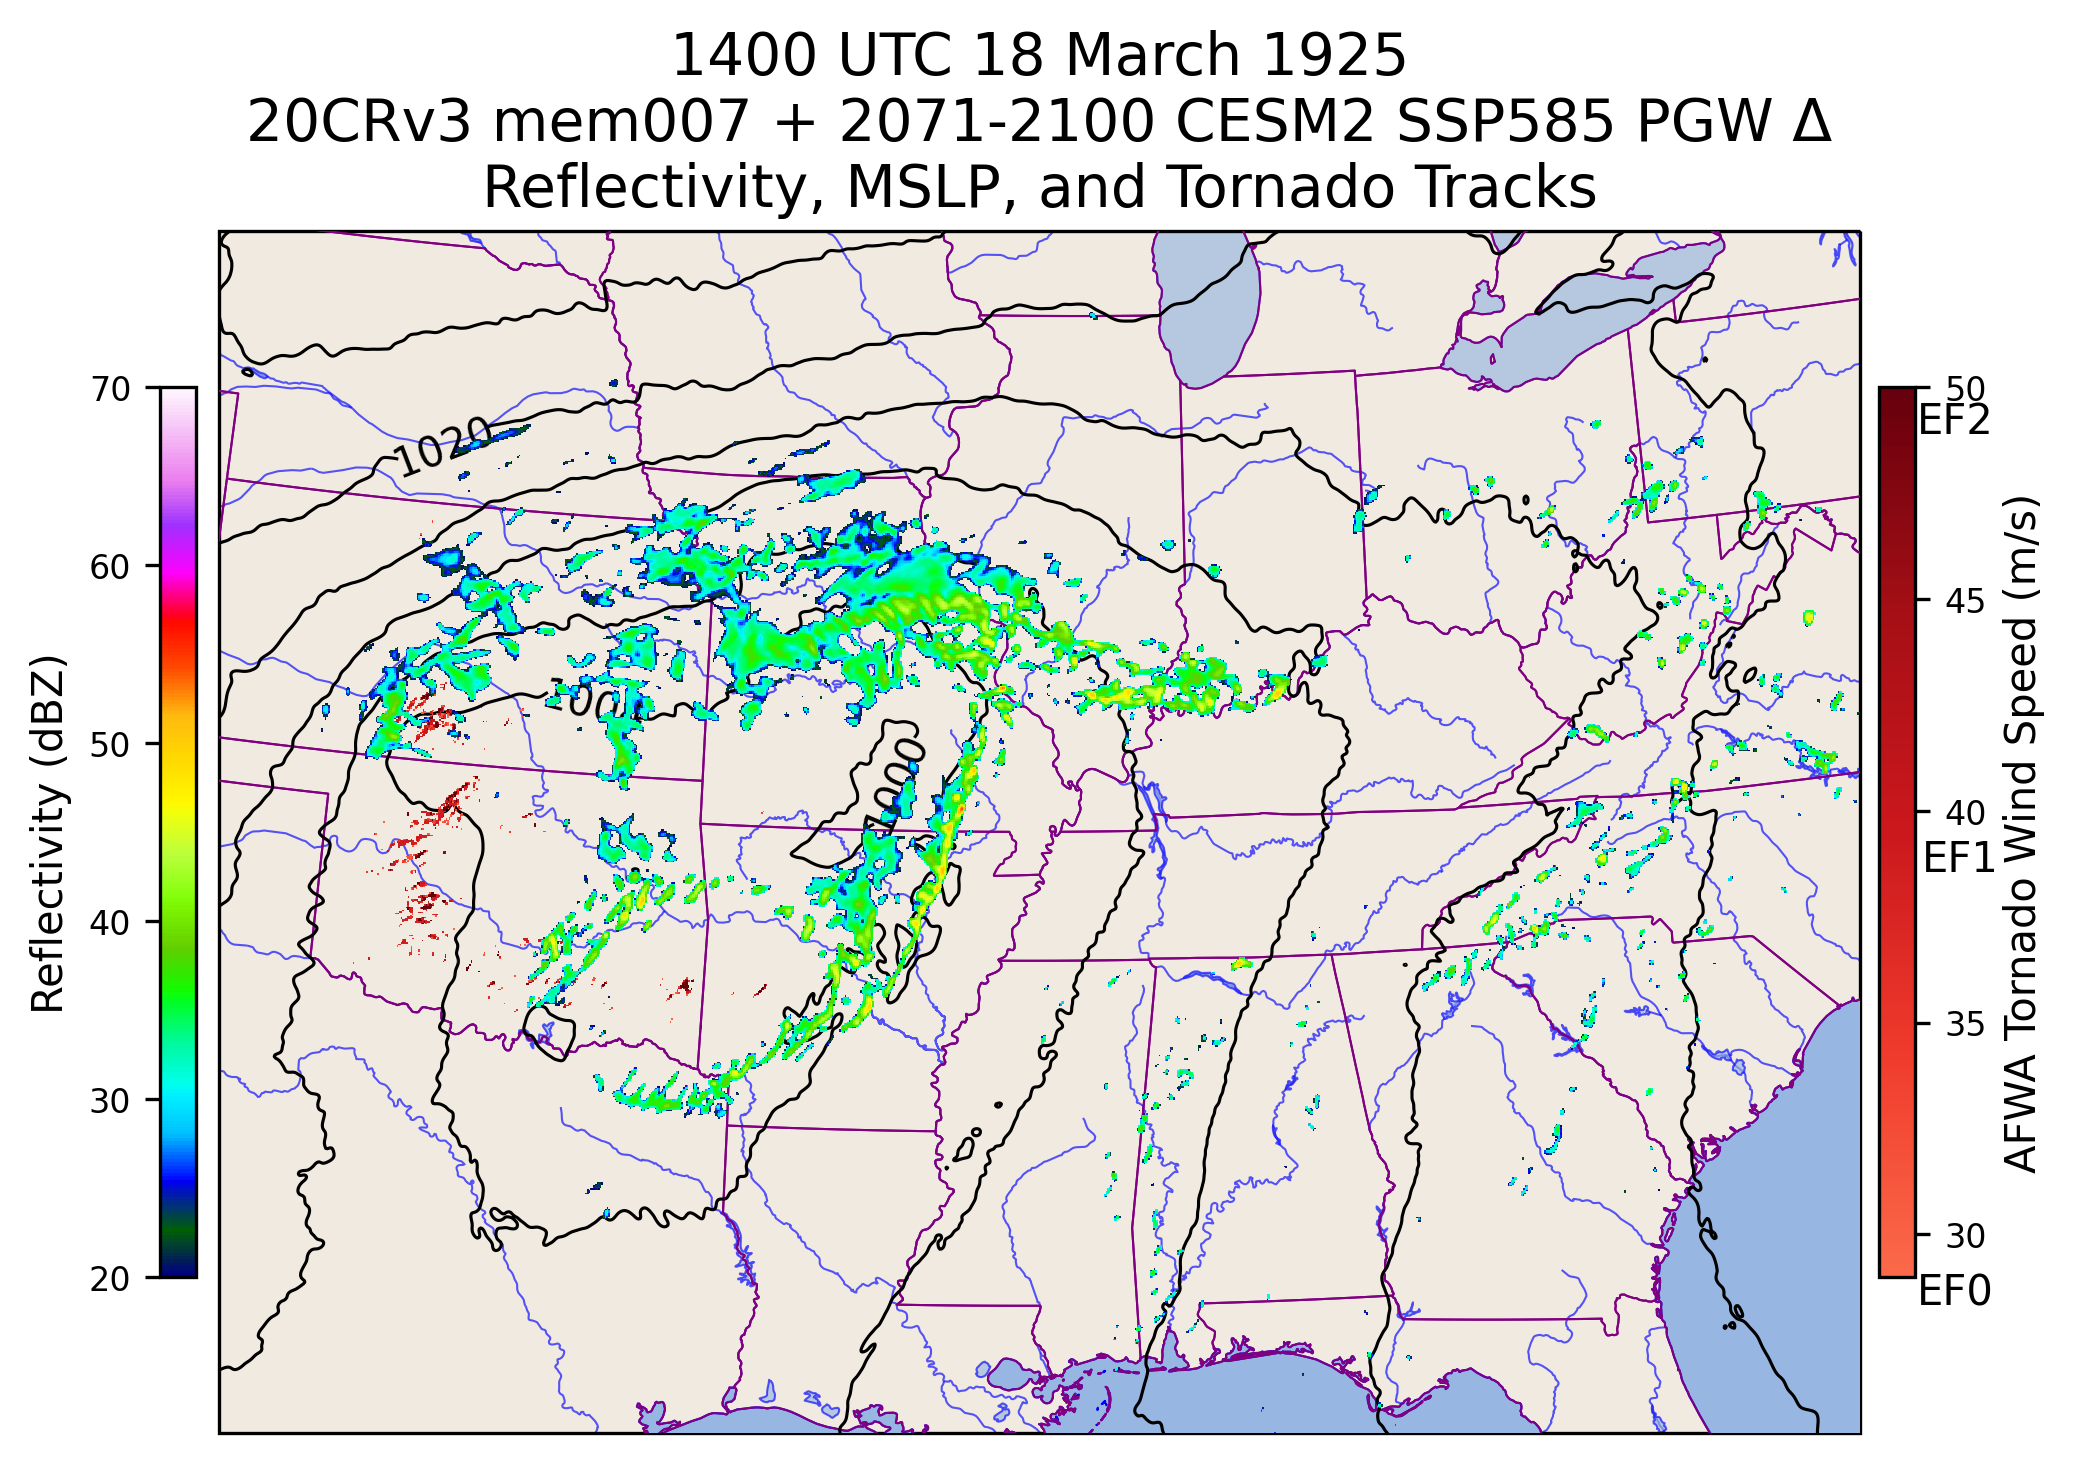 1400 UTC 18 March 1925
20CRv3 mem007 + 2071-2100 CESM2 SSP585 PGW Δ
Reflectivity, MSLP, and Tornado Tracks
70
60
50
40
30
20
Reflectivity (dBZ)
1020
1000
50
EF2
45
40
EF1
35
30
EF0
AFWA Tornado Wind Speed (m/s)